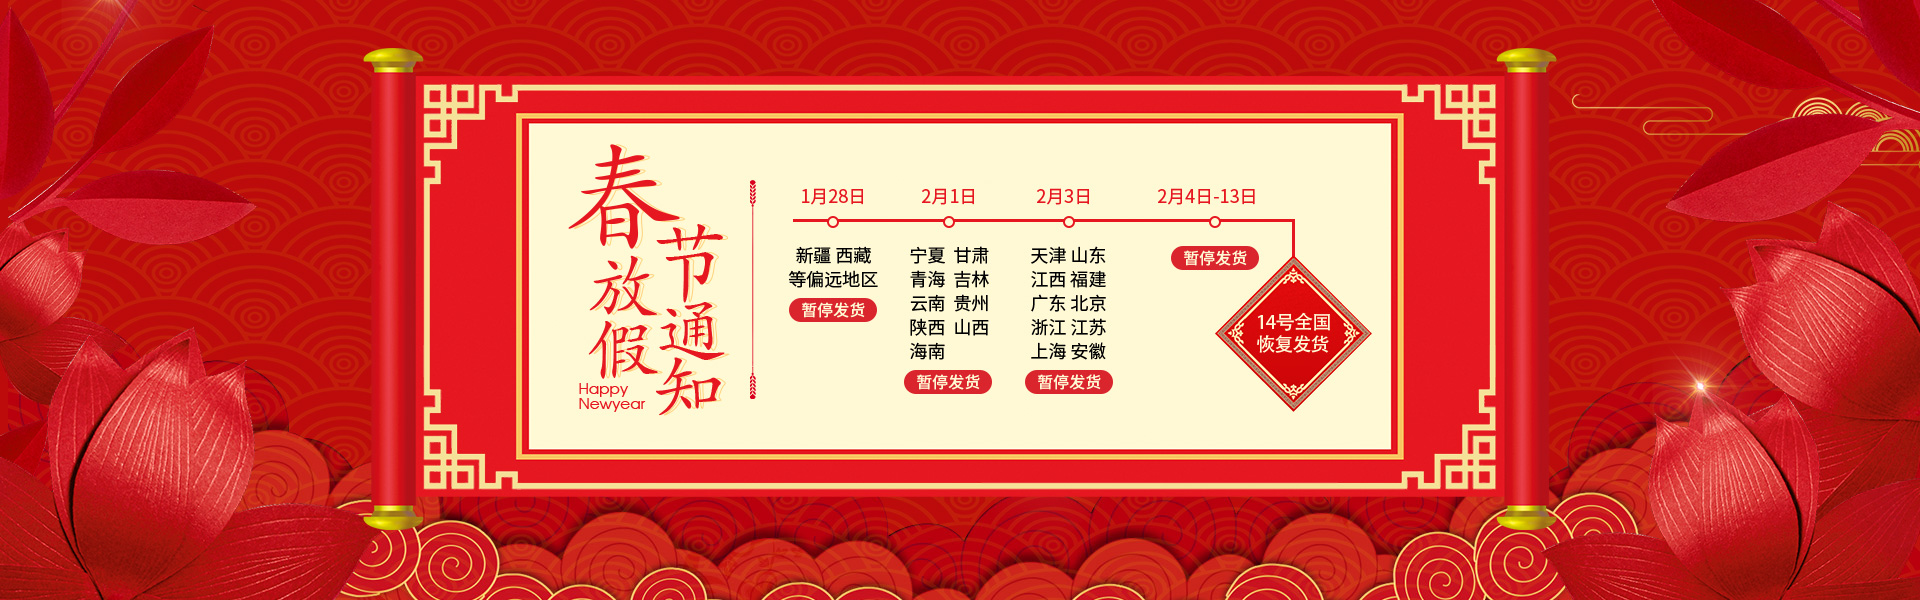 春节放假通知
Happy
Newyear
1月28日
新疆 西藏
等偏远地区
暂停发货
2月1日
宁夏 甘肃
青海 吉林
云南 贵州
陕西 山西
海南
暂停发货
2月3日
天津 山东
江西 福建
广东 北京
浙江 江苏
上海 安徽
暂停发货
2月4日-13日
暂停发货
14号全国
恢复发货